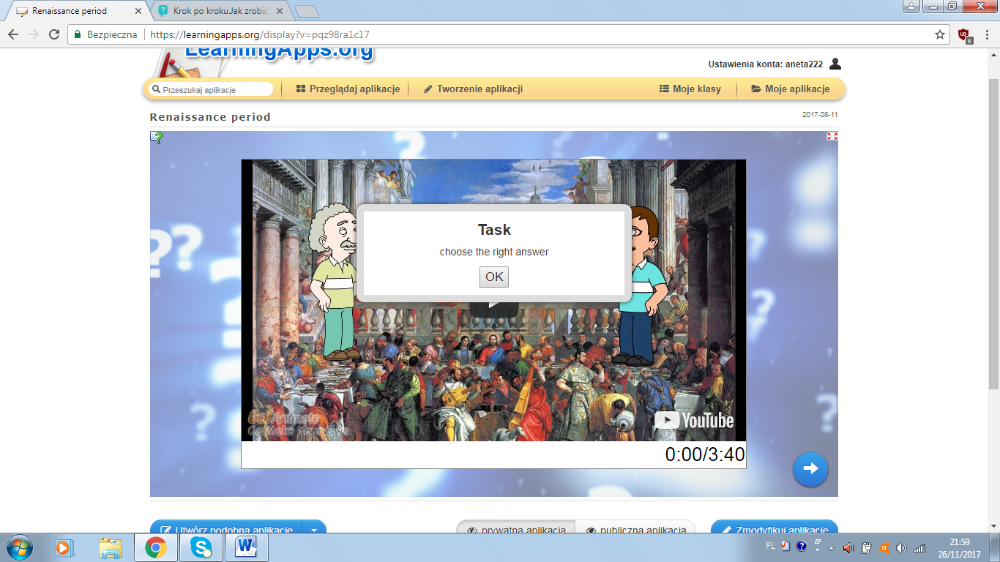 Renaissance period
Krok po kroku.Jak zrobić
Bezpieczna
https://learningapps.org/display?v=pqz98ra1c17
6
LearningApps.org
Ustawienia konta: aneta222
Przeszukaj aplikacje
Przeglądaj aplikacje
Tworzenie aplikacji
Moje klasy
Moje aplikacje
Renaissance period
2017-08-11
Task
choose the right answer
OK
Go!Animate
Go Make Your Own
YouTube
0:00/3:40
Utwórz podobną aplikację
prywatna aplikacja
publiczna aplikacja
Zmodyfikuj aplikację
PL
21:59
26/11/2017